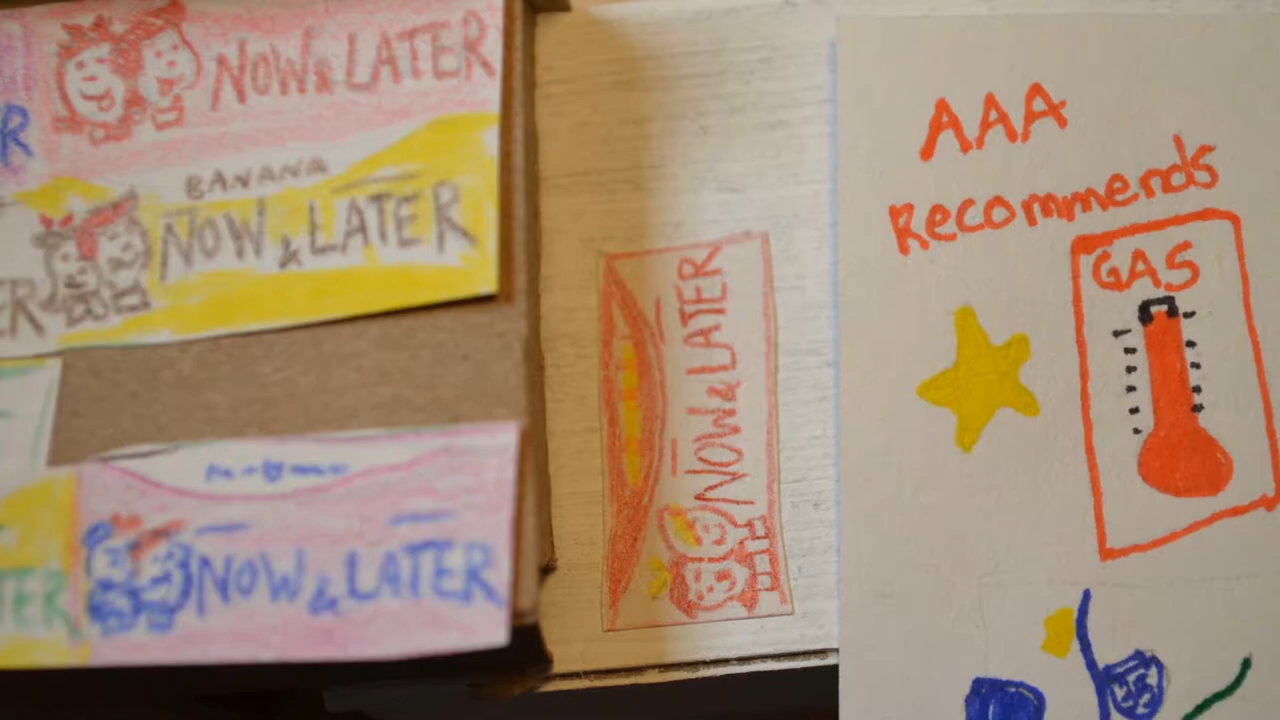 NOW & LATER
R
BANANA
NOW & LATER
ER
NOW & LATER
TER
NOW & LATER
AAA
Recommends
GAS